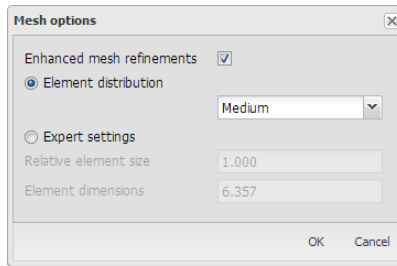 Mesh options
Enhanced mesh refinements
Element distribution
Medium
Expert settings
Relative element size 1.000
Element dimensions 6.357
OK Cancel